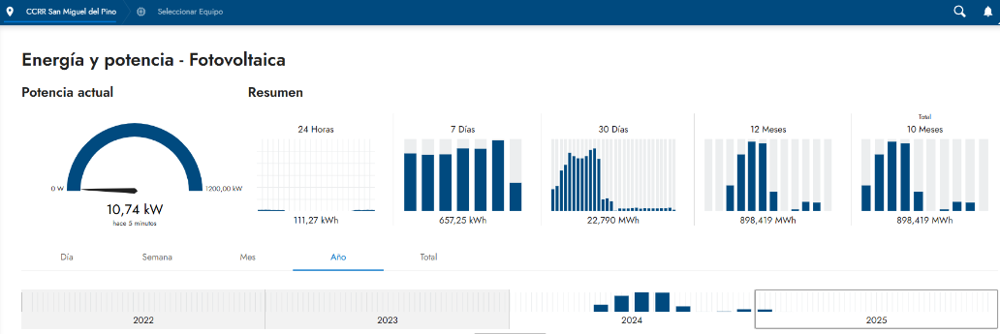 CCRR San Miguel del Pino Seleccionar Equipo
Energía y potencia - Fotovoltaica
Potencia actual
Resumen
0 W
1200,00 kW
10,74 kW
hace 5 minutos
24 Horas
111,27 kWh
7 Días
657,25 kWh
30 Días
22,790 MWh
12 Meses
898,419 MWh
Total
10 Meses
898,419 MWh
Día Semana Mes Año Total
2022 2023 2024 2025